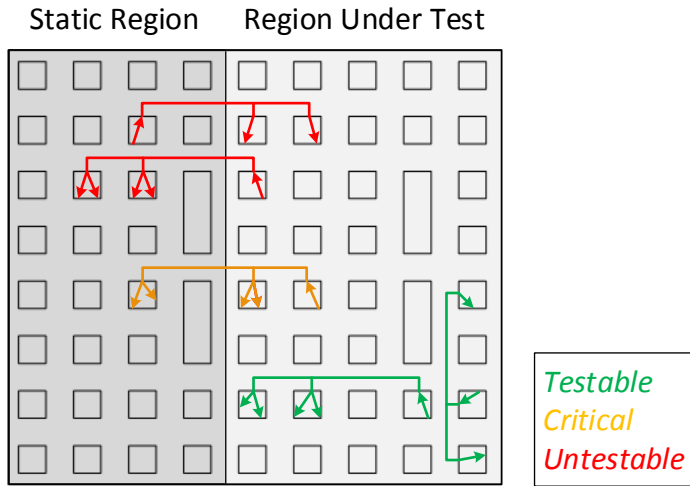 Static Region Region Under Test
Testable
Critical
Untestable